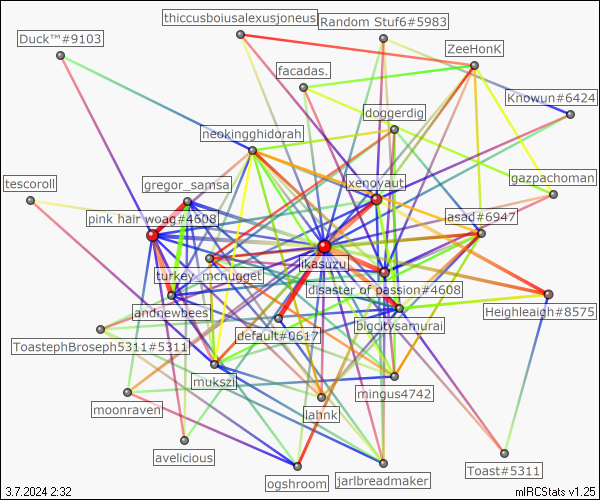 thiccusboiusalexusjoneus
Random Stuf6#5983
Duck™#9103
ZeeHonK
facadas.
Knowun#6424
doggerdig
neokingghidorah
tescoroll
gregor_samsa
xenoyaut
gazpachoman
pink hair woag#4608
asad#6947
ikasuzu
turkey_mcnugget
disaster of passion#4608
andnewbees
Heighleaigh#8575
bigcitysamurai
default#0617
ToastephBroseph5311#5311
mukszi
mingus4742
moonraven
lahnk
avelicious
Toast#5311
ogshroom
jarlbreadmaker
3.7.2024 2:32
mIRCStats v1.25